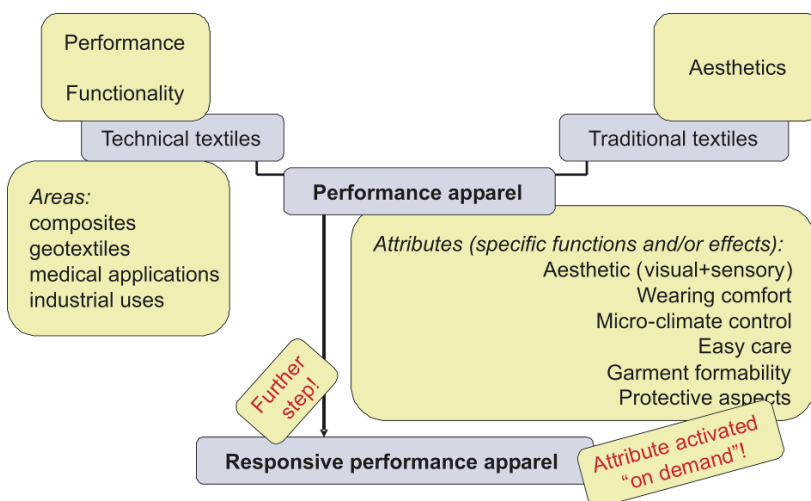 Performance
Functionality
Aesthetics
Technical textiles
Traditional textiles
Performance apparel
Areas:
composites
geotextiles
medical applications
industrial uses
Attributes (specific functions and/or effects):
Aesthetic (visual+sensory)
Wearing comfort
Micro-climate control
Easy care
Garment formability
Protective aspects
Further
step!
Responsive performance apparel
Attribute activated
“on demand”!